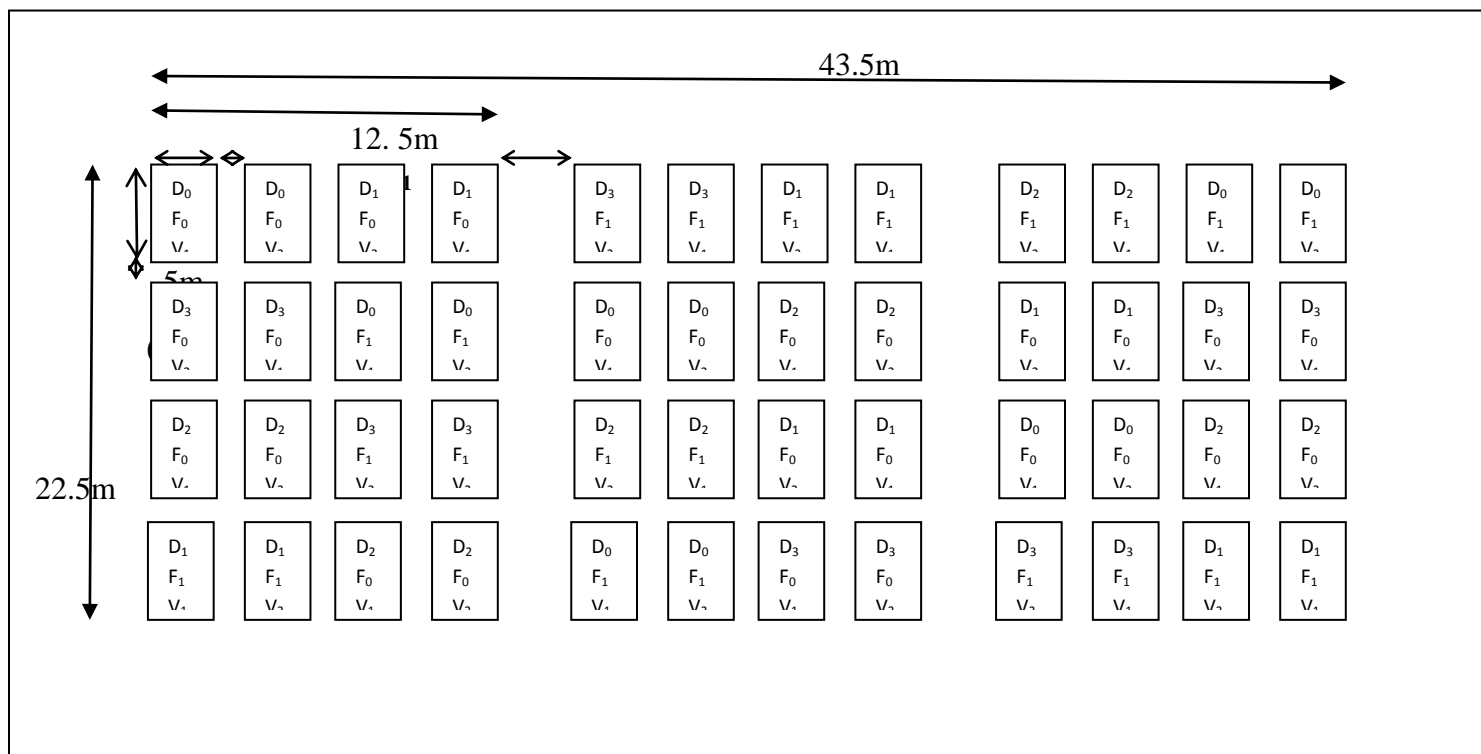 43.5m
12. 5m
D₀ D₀ D₁ D₁ D₃ D₃ D₁ D₁ D₂ D₂ D₀ D₀
F₀ F₀ F₀ F₀ F₁ F₁ F₁ F₁ F₁ F₁ F₁ F₁
V V V V V V V V V V V V
5m
D₃ D₃ D₀ D₀ D₀ D₀ D₂ D₂ D₁ D₁ D₃ D₃
F₀ F₀ F₁ F₁ F₀ F₀ F₀ F₀ F₀ F₀ F₀ F₀
V V V V V V V V V V V V
D₂ D₂ D₃ D₃ D₂ D₂ D₁ D₁ D₀ D₀ D₂ D₂
F₀ F₀ F₁ F₁ F₁ F₁ F₀ F₀ F₀ F₀ F₀ F₀
V V V V V V V V V V V V
22.5m
D₁ D₁ D₂ D₂ D₀ D₀ D₃ D₃ D₃ D₃ D₁ D₁
F₁ F₁ F₀ F₀ F₁ F₁ F₀ F₀ F₁ F₁ F₁ F₁
V V V V V V V V V V V V